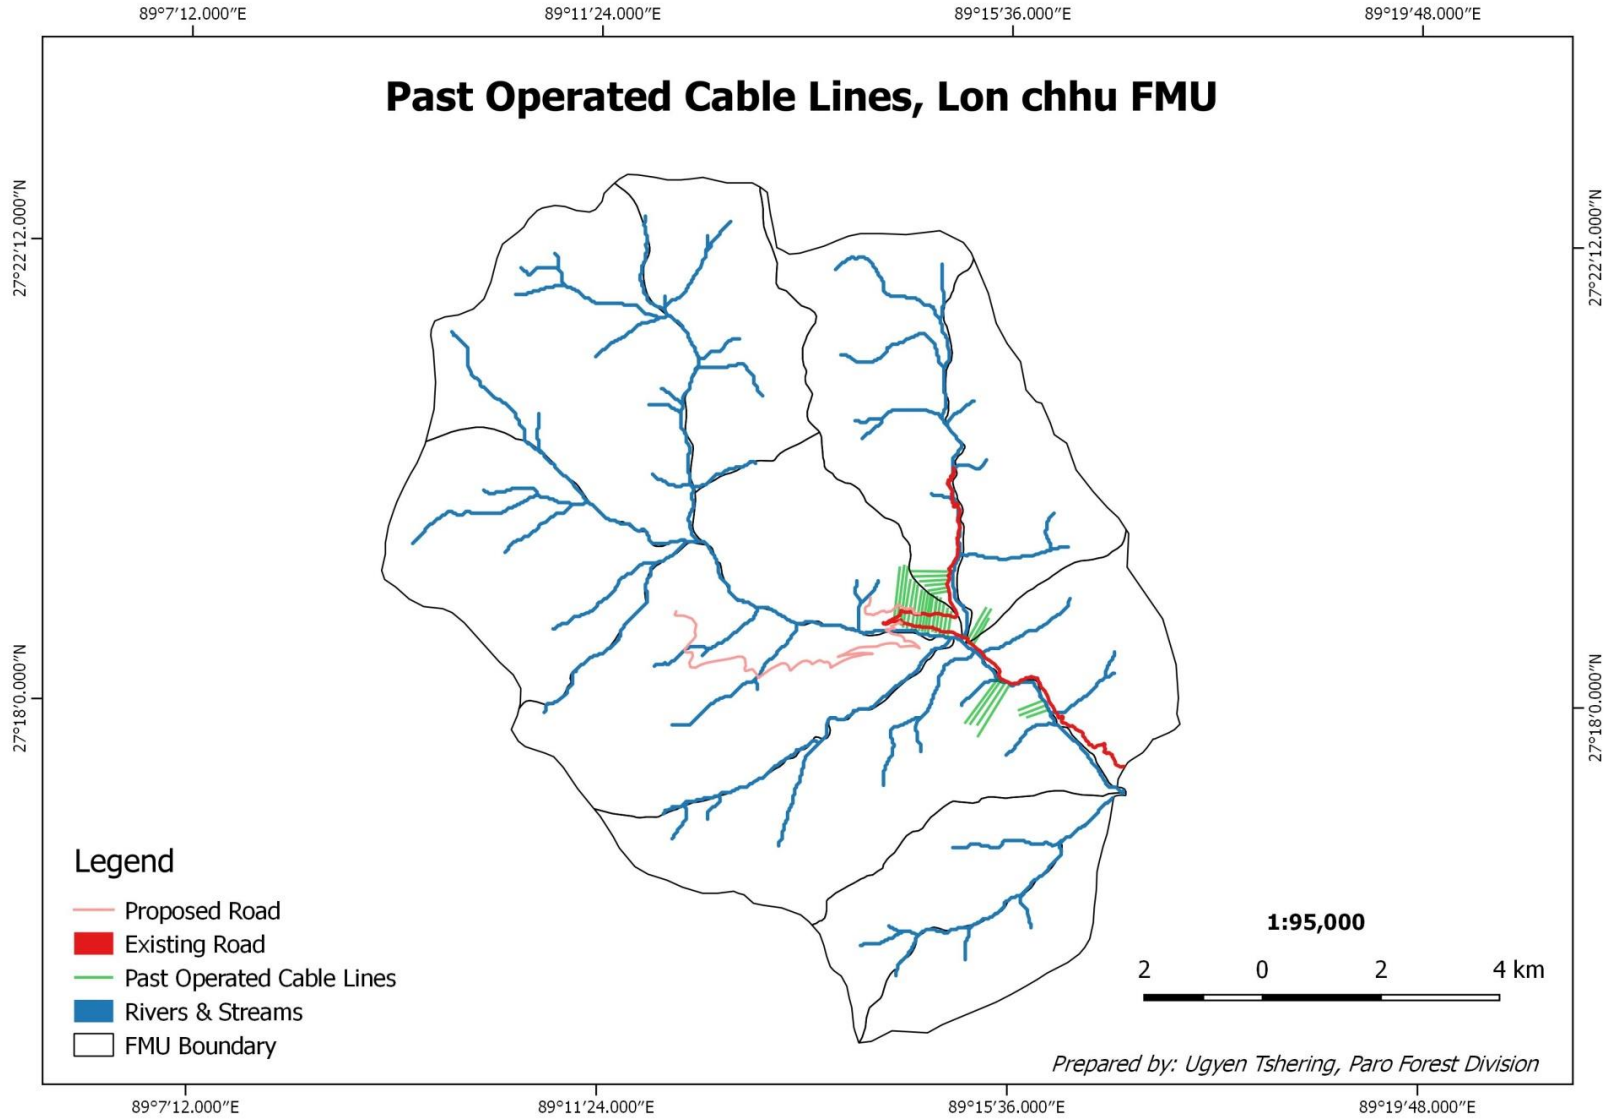 89°7′12.000″E
89°11′24.000″E
89°15′36.000″E
89°19′48.000″E
Past Operated Cable Lines, Lon chhu FMU
27°22′12.000″N
27°22′12.000″N
27°18′0.000″N
27°18′0.000″N
Legend
Proposed Road
Existing Road
Past Operated Cable Lines
Rivers & Streams
FMU Boundary
1:95,000
2 0 2 4 km
Prepared by: Ugyen Tshering, Paro Forest Division
89°7′12.000″E
89°11′24.000″E
89°15′36.000″E
89°19′48.000″E